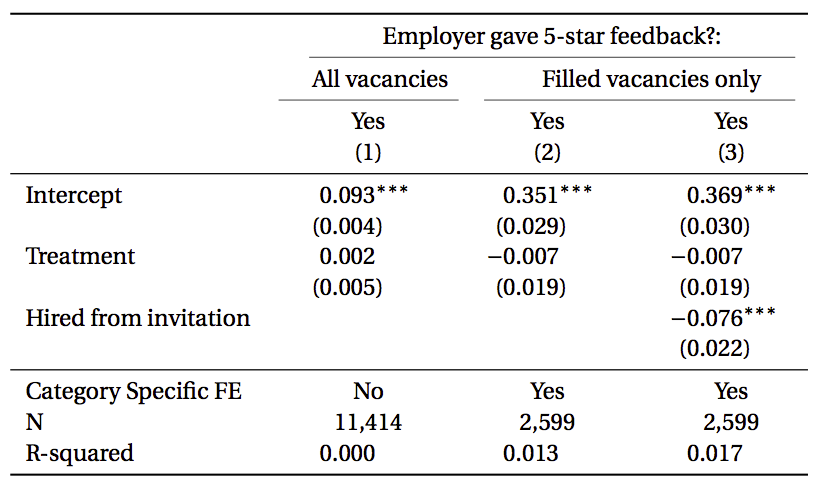 Employer gave 5-star feedback?:
All vacancies Filled vacancies only
Yes Yes Yes
(1) (2) (3)
Intercept 0.093*** 0.351*** 0.369***
(0.004) (0.029) (0.030)
Treatment 0.002 −0.007 −0.007
(0.005) (0.019) (0.019)
Hired from invitation −0.076***
(0.022)
Category Specific FE No Yes Yes
N 11,414 2,599 2,599
R-squared 0.000 0.013 0.017